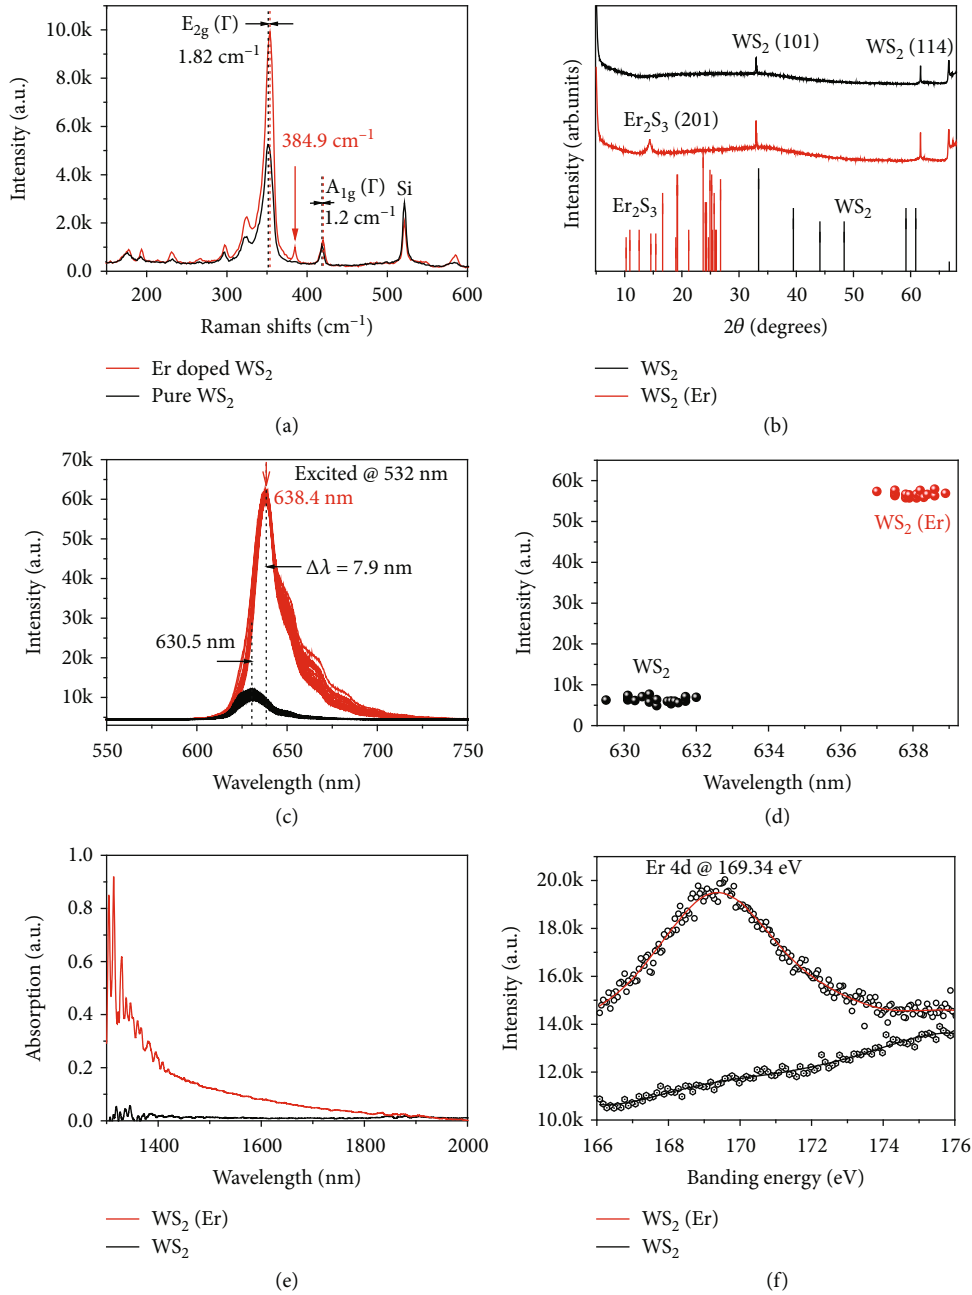 E2g (Γ)
1.82 cm⁻¹
384.9 cm⁻¹
A1g (Γ)
1.2 cm⁻¹
Si
10.0k
8.0k
6.0k
4.0k
2.0k
0.0
200 300 400 500 600
Intensity (a.u.)
Raman shifts (cm⁻¹)
Er doped WS2
Pure WS2
(a)
WS2 (101)
WS2 (114)
Er2S3 (201)
Er2S3
WS2
10 20 30 40 50 60
Intensity (arb.units)
2θ (degrees)
WS2
WS2 (Er)
(b)
Excited @ 532 nm
638.4 nm
Δλ = 7.9 nm
630.5 nm
70k
60k
50k
40k
30k
20k
10k
550 600 650 700 750
Intensity (a.u.)
Wavelength (nm)
(c)
WS2 (Er)
WS2
60k
50k
40k
30k
20k
10k
0
630 632 634 636 638
Intensity (a.u.)
Wavelength (nm)
(d)
1.0
0.8
0.6
0.4
0.2
0.0
1400 1600 1800 2000
Absorption (a.u.)
Wavelength (nm)
WS2 (Er)
WS2
(e)
Er 4d @ 169.34 eV
20.0k
18.0k
16.0k
14.0k
12.0k
10.0k
166 168 170 172 174 176
Intensity (a.u.)
Banding energy (eV)
WS2 (Er)
WS2
(f)